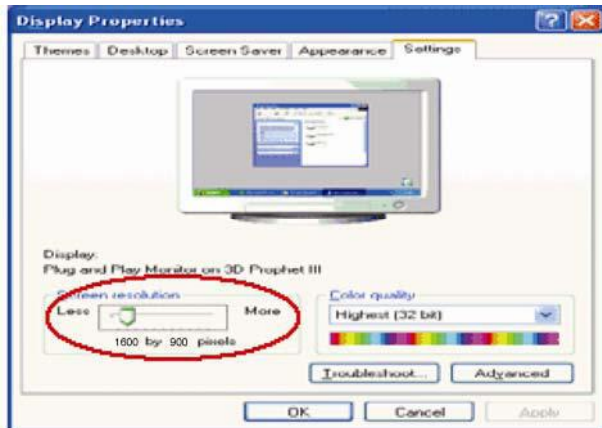 Display Properties
Themes Desktop Screen Saver Appearance Settings
Display:
Plug and Play Monitor on 3D Prophet III
Screen resolution
Less More
1600 by 900 pixels
Color quality
Highest (32 bit)
Troubleshoot... Advanced
OK Cancel Apply